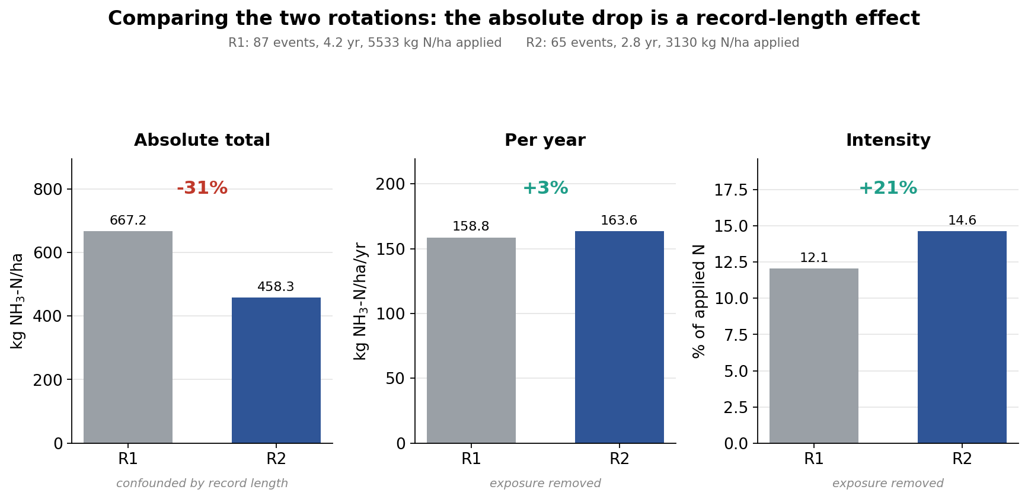 Comparing the two rotations: the absolute drop is a record-length effect
R1: 87 events, 4.2 yr, 5533 kg N/ha applied R2: 65 events, 2.8 yr, 3130 kg N/ha applied
Absolute total
kg NH₃-N/ha
800
600
400
200
0
-31%
667.2
458.3
R1 R2
confounded by record length
Per year
kg NH₃-N/ha/yr
200
150
100
50
0
+3%
158.8
163.6
R1 R2
exposure removed
Intensity
% of applied N
17.5
15.0
12.5
10.0
7.5
5.0
2.5
0.0
+21%
12.1
14.6
R1 R2
exposure removed